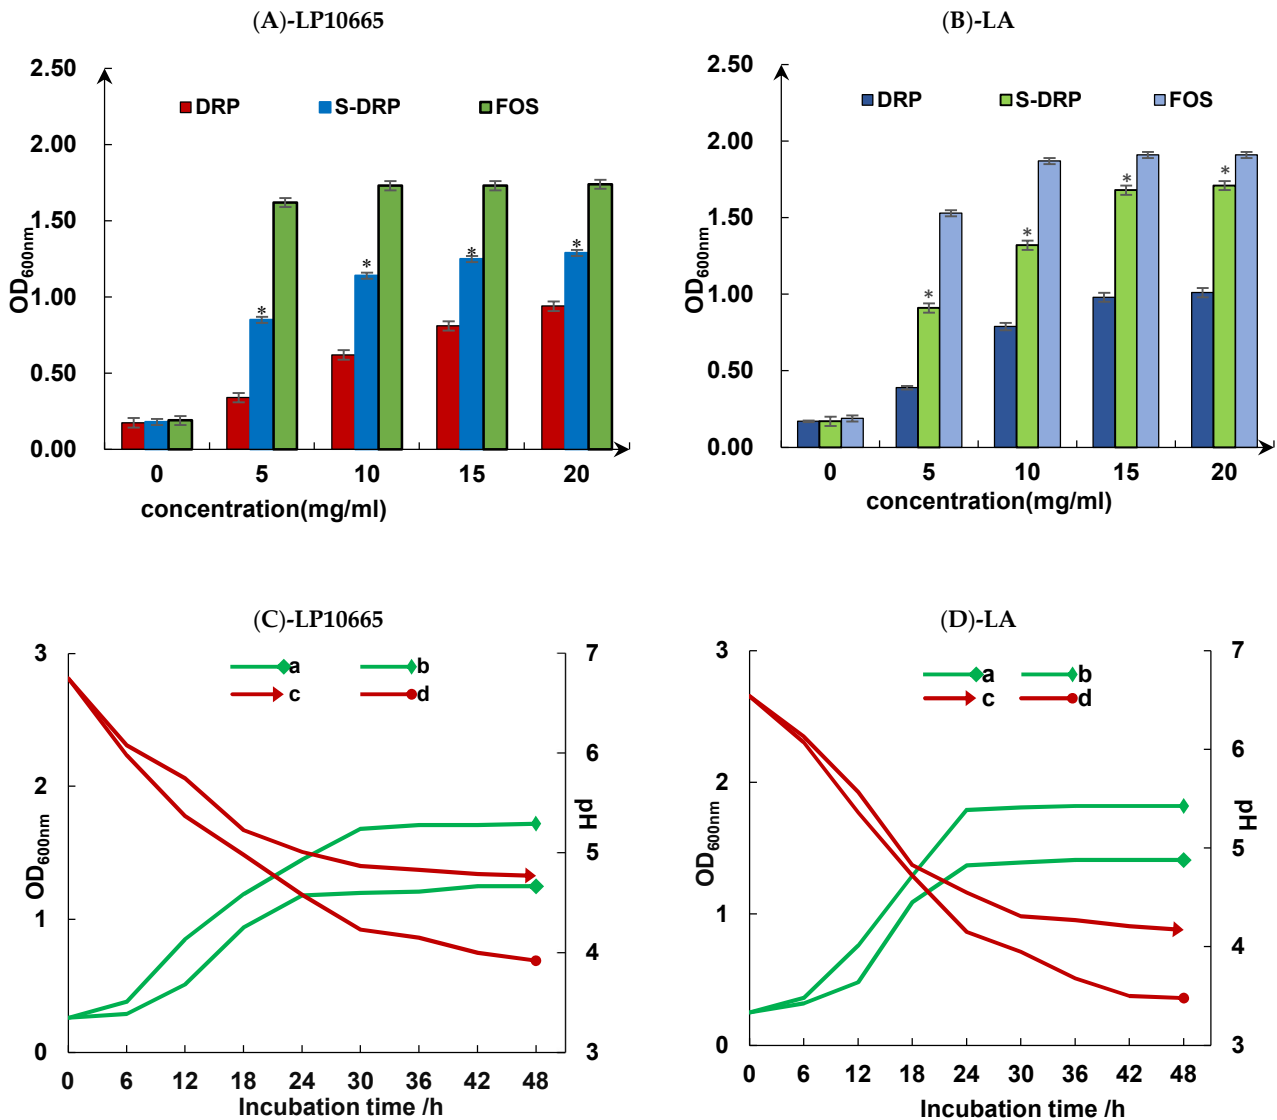 (A)-LP10665
2.50
2.00
1.50
1.00
0.50
0.00
OD600nm
DRP S-DRP FOS
* * * *
0 5 10 15 20
concentration(mg/ml)
(B)-LA
2.50
2.00
1.50
1.00
0.50
0.00
OD600nm
DRP S-DRP FOS
* * * *
0 5 10 15 20
concentration(mg/ml)
(C)-LP10665
a b
c d
3
2
1
0
OD600nm
7
6
5
4
3
pH
0 6 12 18 24 30 36 42 48
Incubation time /h
(D)-LA
a b
c d
3
2
1
0
OD600nm
7
6
5
4
3
pH
0 6 12 18 24 30 36 42 48
Incubation time /h